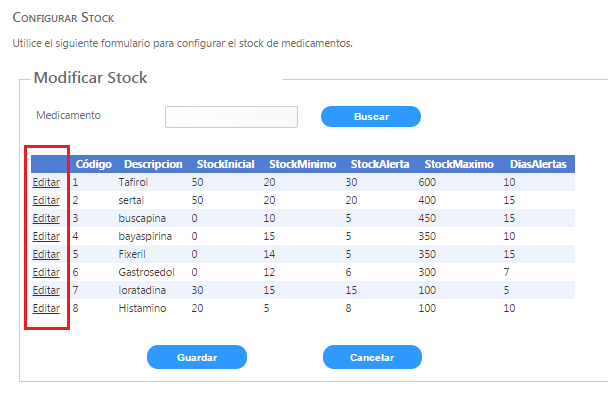 Configurar Stock
Utilice el siguiente formulario para configurar el stock de medicamentos.
Modificar Stock
Medicamento Buscar
Código Descripcion StockInicial StockMinimo StockAlerta StockMaximo DiasAlertas
Editar 1 Tafirol 50 20 30 600 10
Editar 2 sertal 50 20 20 400 15
Editar 3 buscapina 0 10 5 450 15
Editar 4 bayaspirina 0 15 5 350 10
Editar 5 Fixeril 0 14 5 350 15
Editar 6 Gastrosedol 0 12 6 300 7
Editar 7 loratadina 30 15 15 100 5
Editar 8 Histamino 20 5 8 100 10
Guardar Cancelar